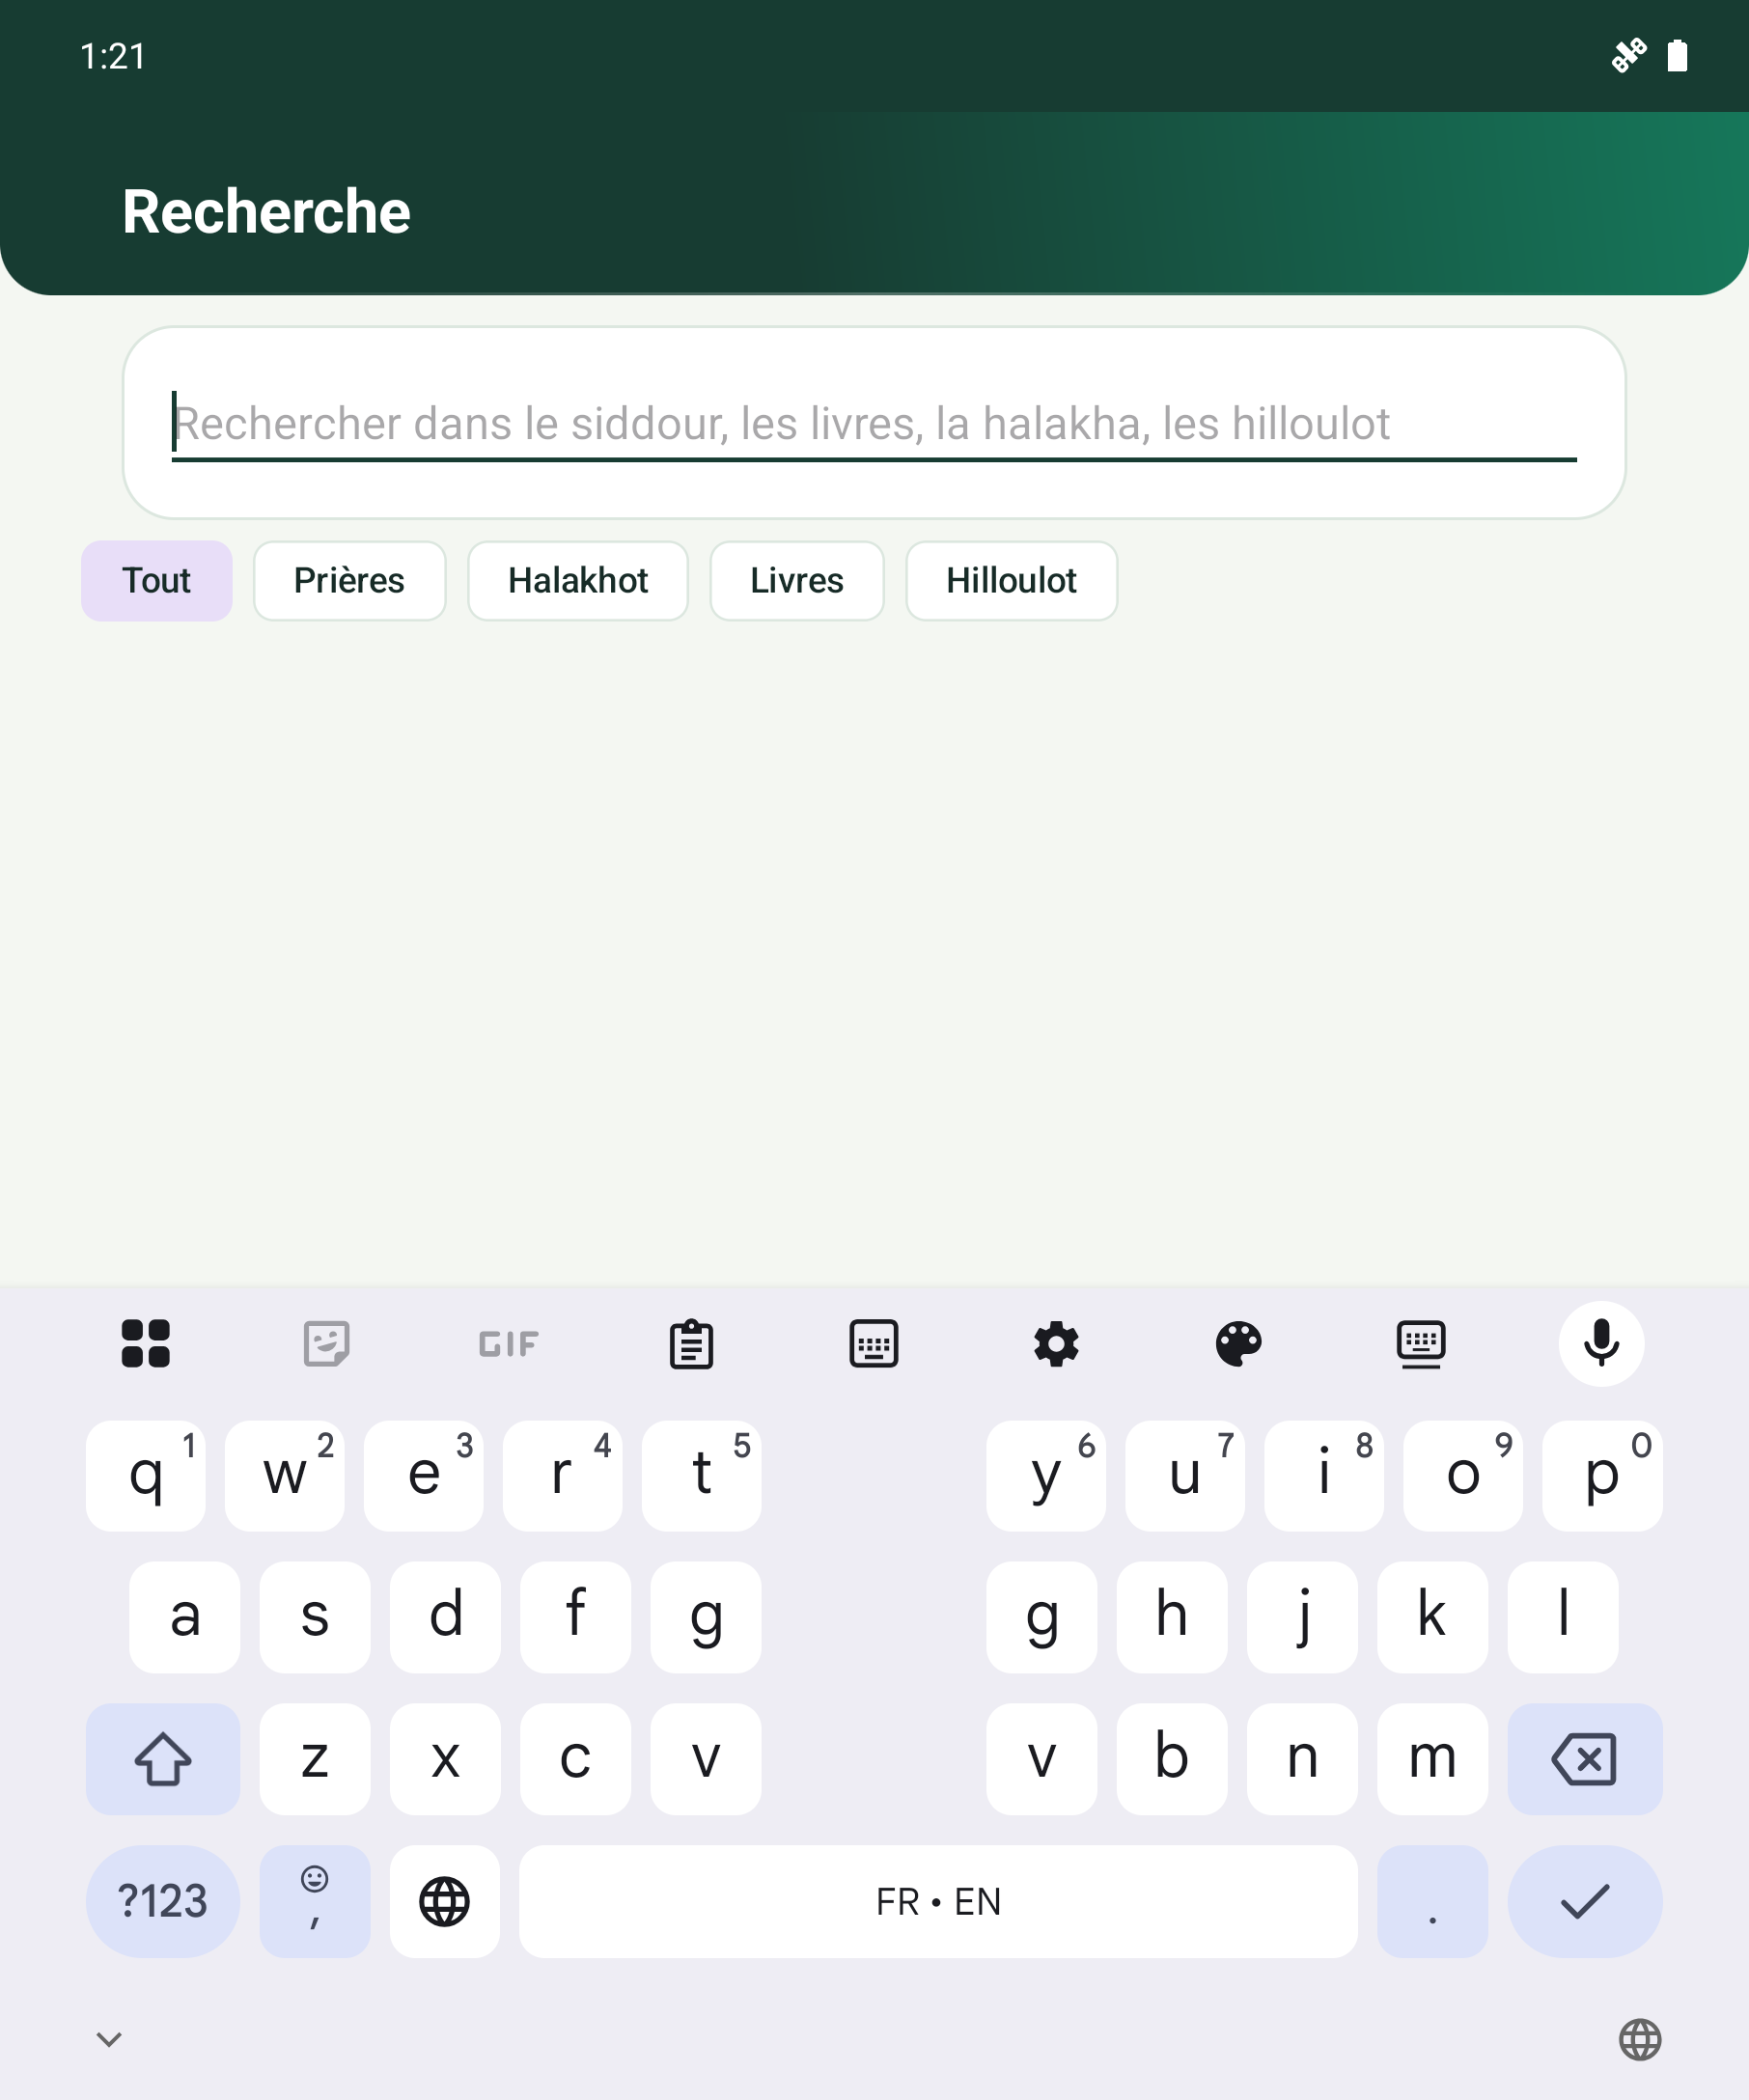 1:21
Recherche
Rechercher dans le siddour, les livres, la halakha, les hilloulot
Tout Prières Halakhot Livres Hilloulot
GIF
q 1 w 2 e 3 r 4 t 5 y 6 u 7 i 8 o 9 p 0
a s d f g g h j k l
z x c v v b n m
?123 , FR • EN .